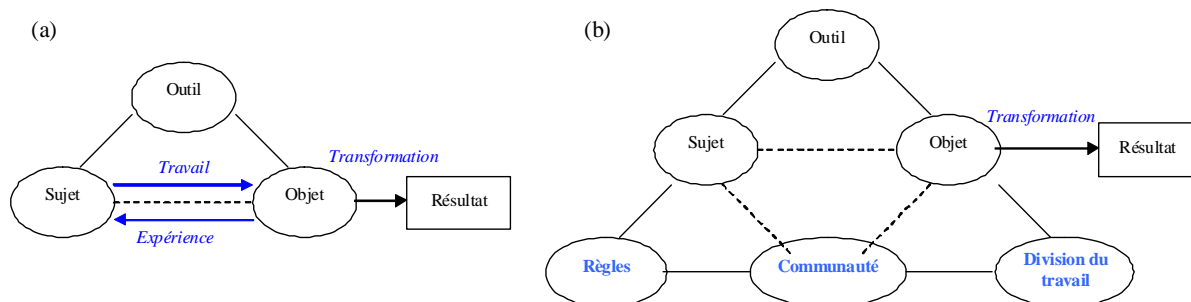 (a)
Outil
Travail
Transformation
Sujet
Objet
Résultat
Expérience
(b)
Outil
Transformation
Sujet
Objet
Résultat
Règles
Communauté
Division du
travail